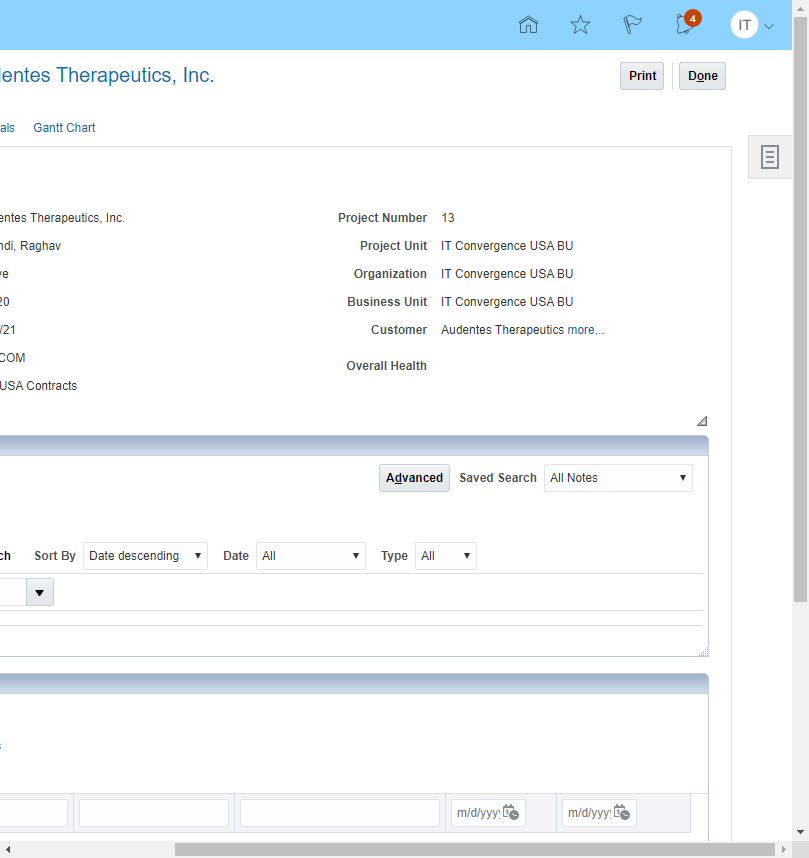 4
IT
dentes Therapeutics, Inc.
Print
Done
als
Gantt Chart
entes Therapeutics, Inc.
Project Number 13
ndi, Raghav
Project Unit IT Convergence USA BU
ve
Organization IT Convergence USA BU
20
Business Unit IT Convergence USA BU
/21
Customer Audentes Therapeutics more...
COM
Overall Health
USA Contracts
Advanced Saved Search All Notes
ch Sort By Date descending Date All Type All
m/d/yyy
m/d/yyy